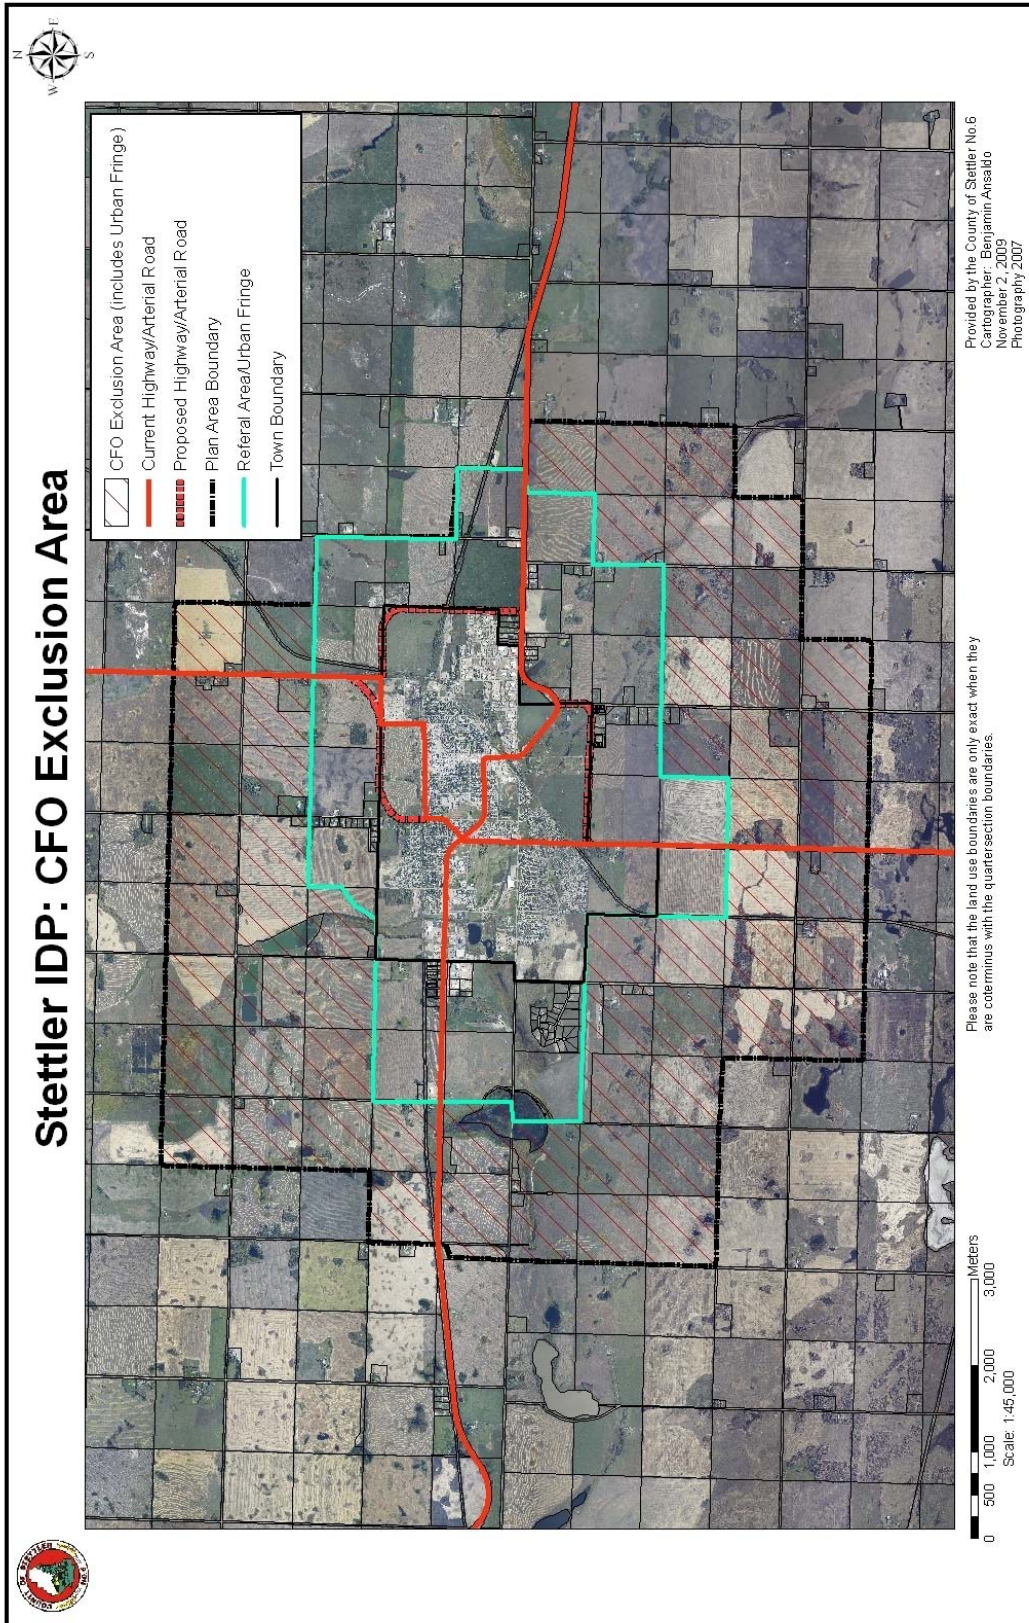 Stettler IDP: CFO Exclusion Area
N
E
S
W
CFO Exclusion Area (includes Urban Fringe)
Current Highway/Arterial Road
Proposed Highway/Arterial Road
Plan Area Boundary
Referal Area/Urban Fringe
Town Boundary
0 500 1,000 2,000 3,000
Meters
Scale: 1:45,000
Please note that the land use boundaries are only exact when they
are coterminus with the quartersection boundaries.
Provided by the County of Stettler No.6
Cartographer: Benjamin Ansaldo
November 2, 2009
Photography 2007
COUNTY OF STETTLER